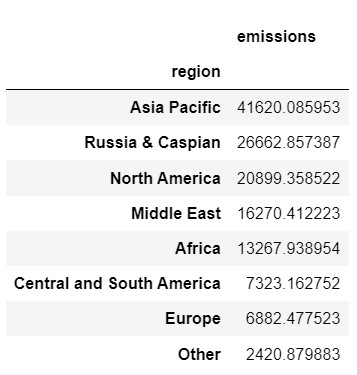 emissions
region
Asia Pacific 41620.085953
Russia & Caspian 26662.857387
North America 20899.358522
Middle East 16270.412223
Africa 13267.938954
Central and South America 7323.162752
Europe 6882.477523
Other 2420.879883